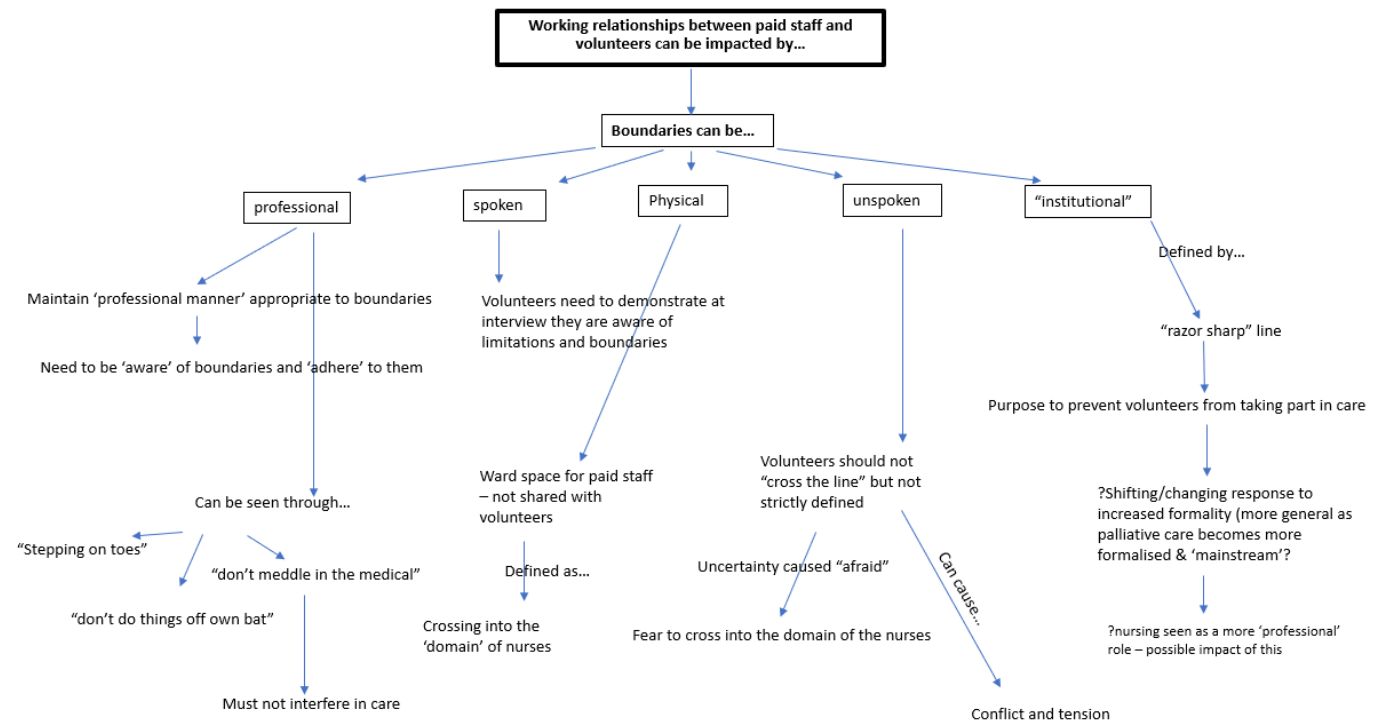 Working relationships between paid staff and
volunteers can be impacted by…
Boundaries can be…
professional
spoken
Physical
unspoken
“institutional”
Defined by…
Maintain ‘professional manner’ appropriate to boundaries
Need to be ‘aware’ of boundaries and ‘adhere’ to them
Can be seen through…
“Stepping on toes”
“don’t meddle in the medical”
“don’t do things off own bat”
Must not interfere in care
Volunteers need to demonstrate at
interview they are aware of
limitations and boundaries
Ward space for paid staff
– not shared with
volunteers
Defined as…
Crossing into the
‘domain’ of nurses
Volunteers should not
“cross the line” but not
strictly defined
Uncertainty caused “afraid”
Fear to cross into the domain of the nurses
Can cause…
Conflict and tension
“razor sharp” line
Purpose to prevent volunteers from taking part in care
?Shifting/changing response to
increased formality (more general as
palliative care becomes more
formalised & ‘mainstream’?
?nursing seen as a more ‘professional’
role – possible impact of this